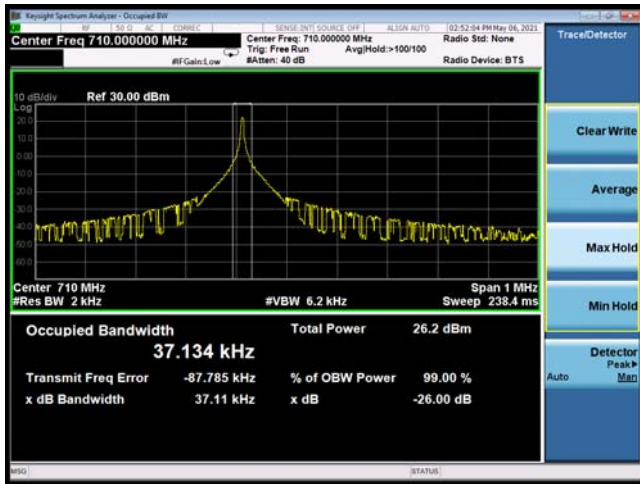 Keysight Spectrum Analyzer - Occupied BW
RF 50 Ω AC CORREC SENSE:INT SOURCE OFF ALIGN AUTO 02:52:04 PM May 06, 2021
Center Freq 710.000000 MHz Center Freq: 710.000000 MHz Radio Std: None
Trig: Free Run Avg|Hold:>100/100
#IFGain:Low #Atten: 40 dB Radio Device: BTS
Trace/Detector
10 dB/div Ref 30.00 dBm
Log
20.0
10.0
0.00
-10.0
-20.0
-30.0
-40.0
-50.0
-60.0
Center 710 MHz Span 1 MHz
#Res BW 2 kHz #VBW 6.2 kHz Sweep 238.4 ms
Occupied Bandwidth Total Power 26.2 dBm
37.134 kHz
Transmit Freq Error -87.785 kHz % of OBW Power 99.00 %
x dB Bandwidth 37.11 kHz x dB -26.00 dB
Clear Write
Average
Max Hold
Min Hold
Detector
Peak▶
Auto Man
MSG STATUS